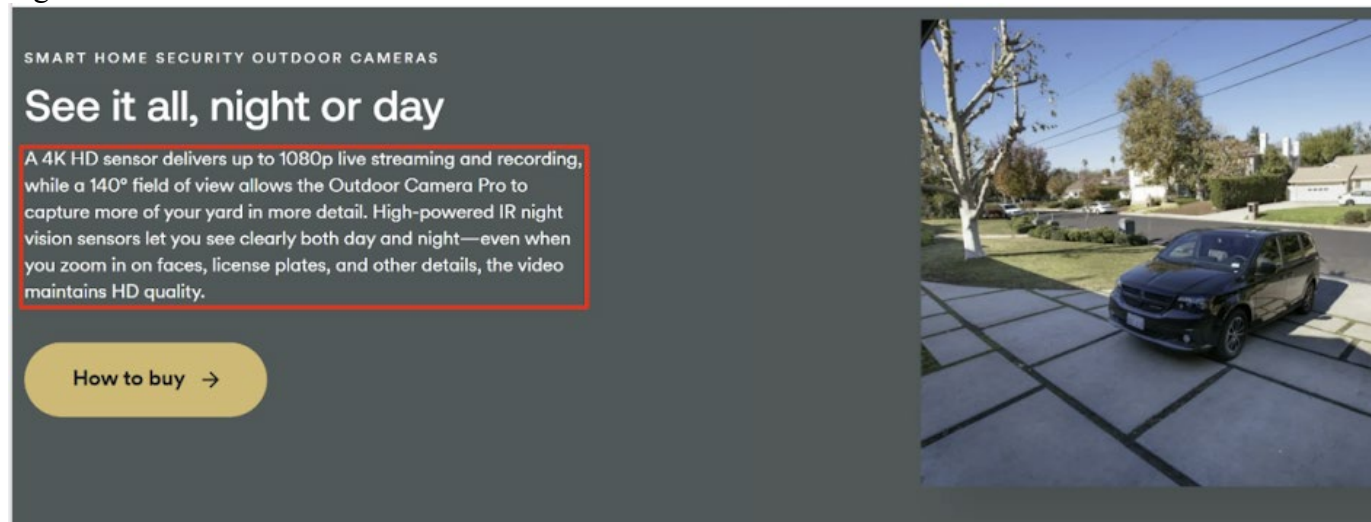 SMART HOME SECURITY OUTDOOR CAMERAS
See it all, night or day
A 4K HD sensor delivers up to 1080p live streaming and recording,
while a 140° field of view allows the Outdoor Camera Pro to
capture more of your yard in more detail. High-powered IR night
vision sensors let you see clearly both day and night—even when
you zoom in on faces, license plates, and other details, the video
maintains HD quality.
How to buy →